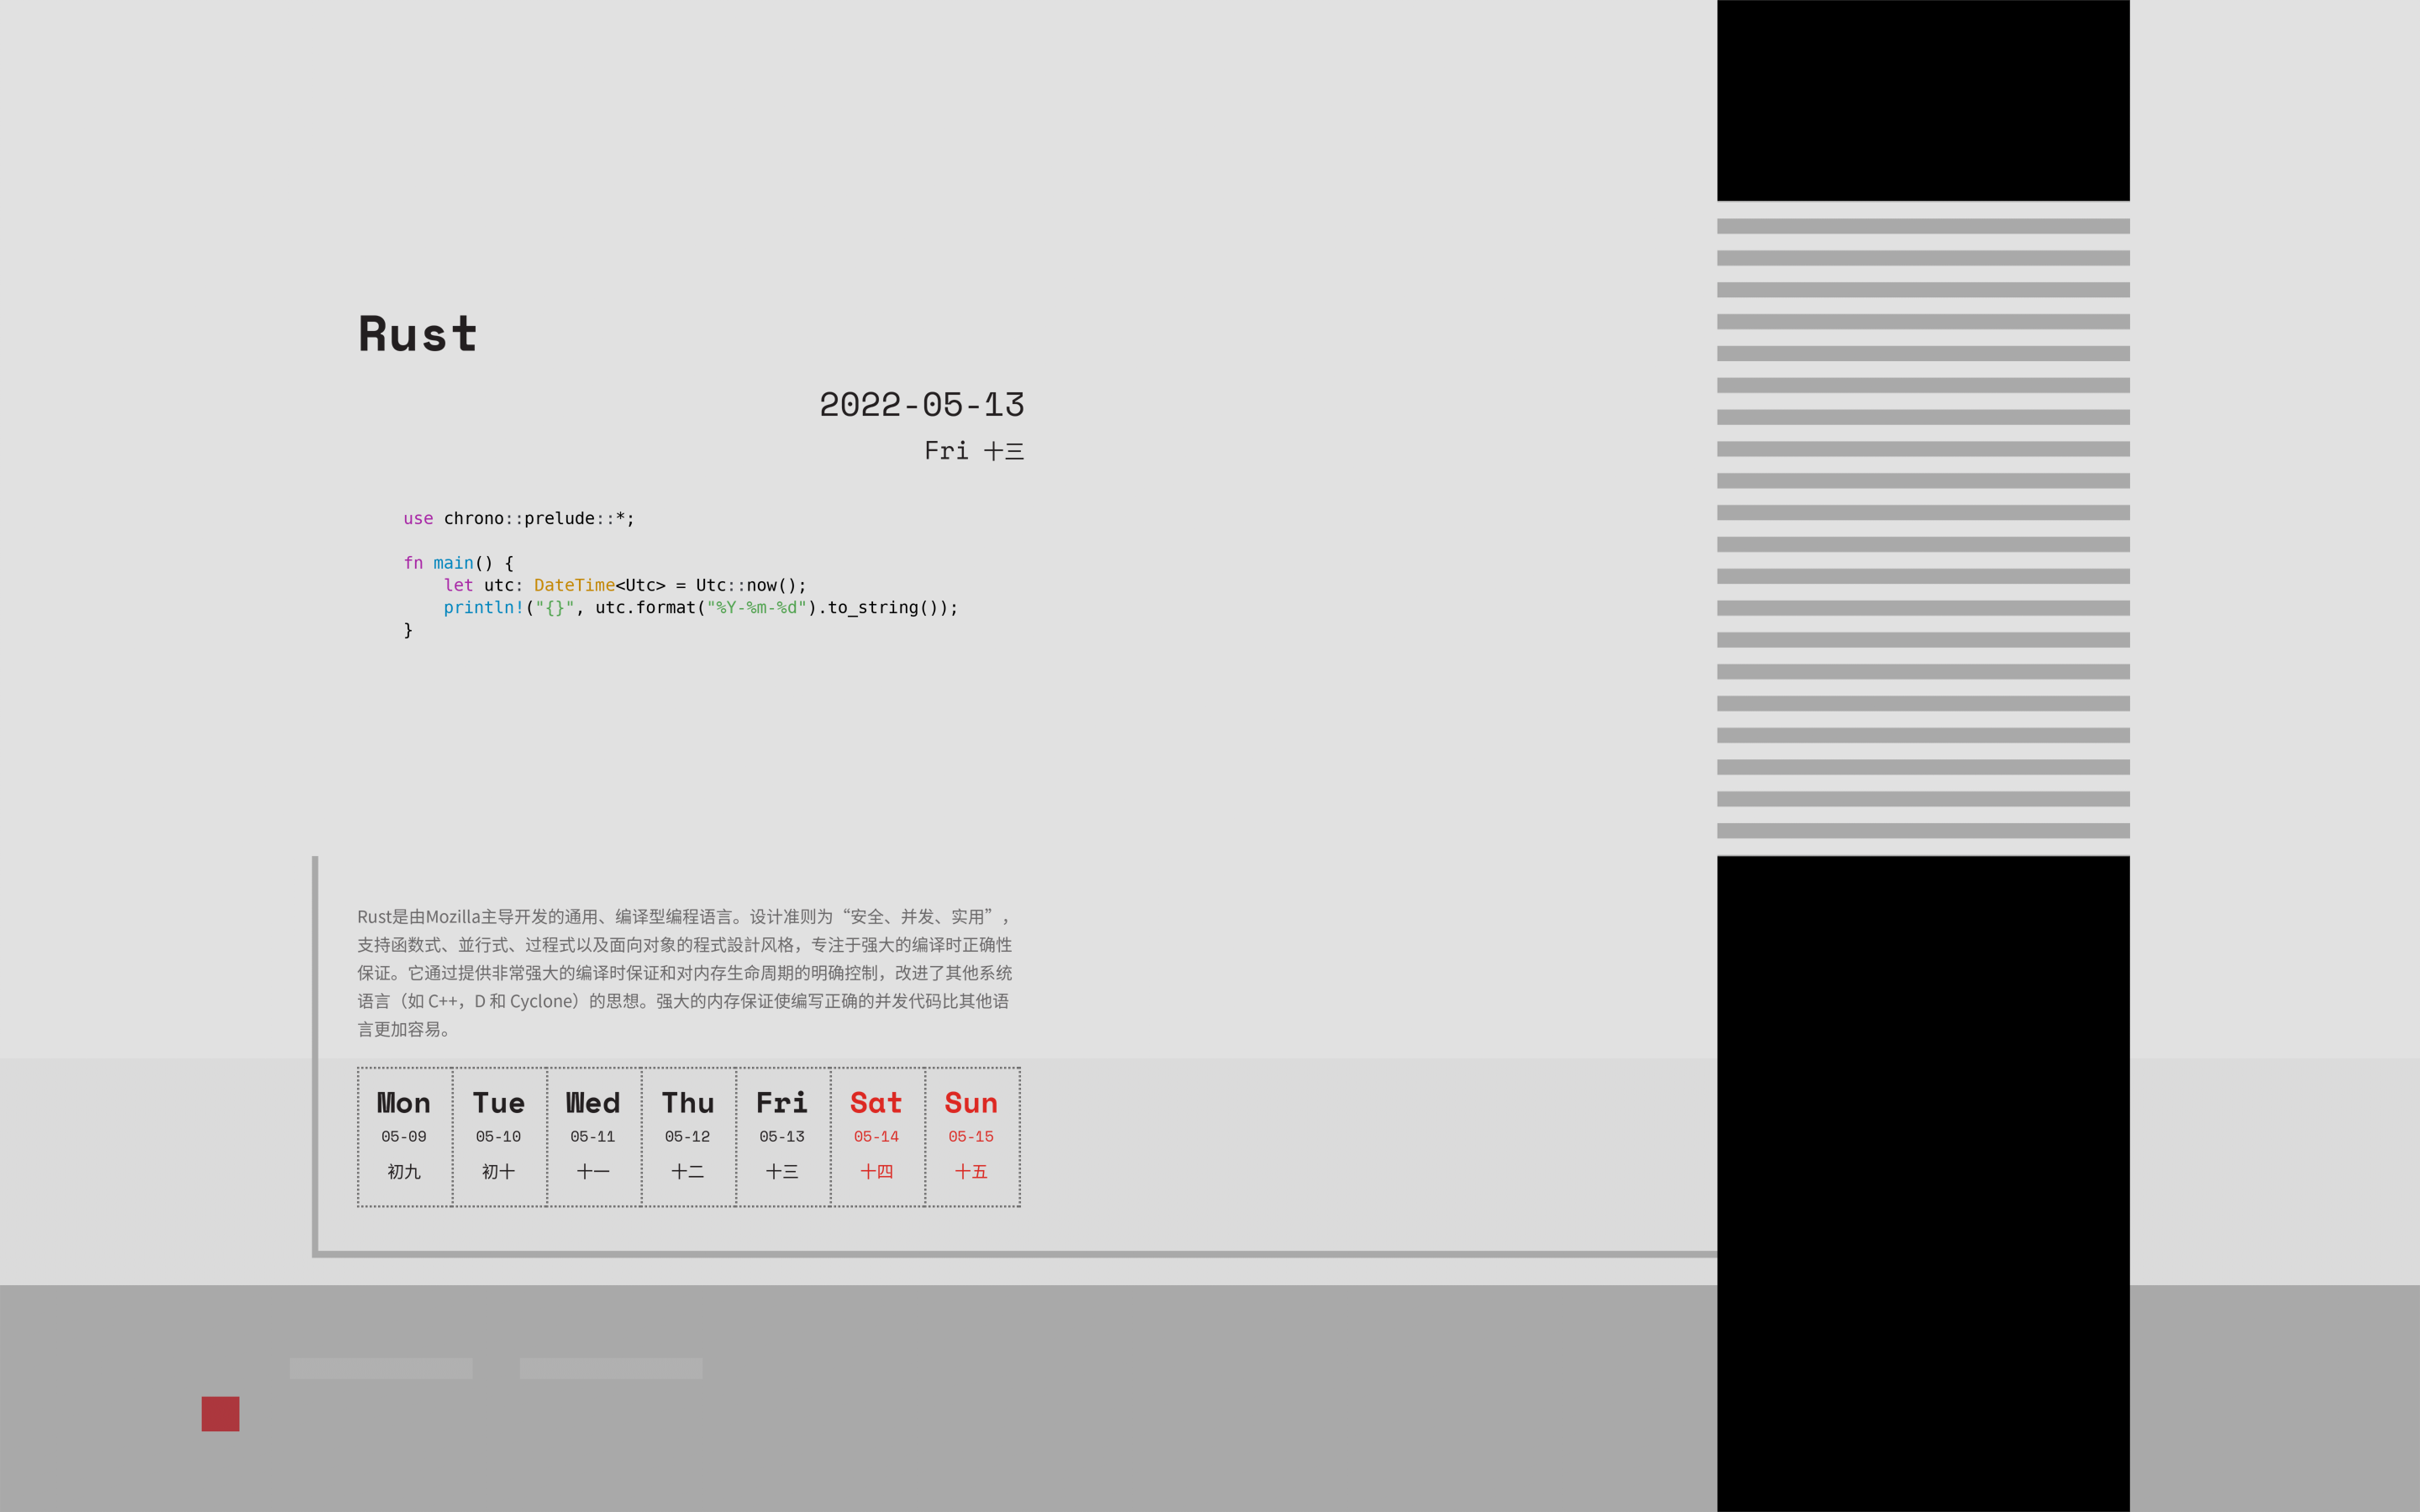 Rust
2022-05-13
Fri 十三
use chrono::prelude::*;
fn main() {
    let utc: DateTime<Utc> = Utc::now();
    println!("{}", utc.format("%Y-%m-%d").to_string());
}
Rust是由Mozilla主导开发的通用、编译型编程语言。设计准则为“安全、并发、实用”，
支持函数式、並行式、过程式以及面向对象的程式設計风格，专注于强大的编译时正确性
保证。它通过提供非常强大的编译时保证和对内存生命周期的明确控制，改进了其他系统
语言（如 C++，D 和 Cyclone）的思想。强大的内存保证使编写正确的并发代码比其他语
言更加容易。
Mon Tue Wed Thu Fri Sat Sun
05-09 05-10 05-11 05-12 05-13 05-14 05-15
初九 初十 十一 十二 十三 十四 十五